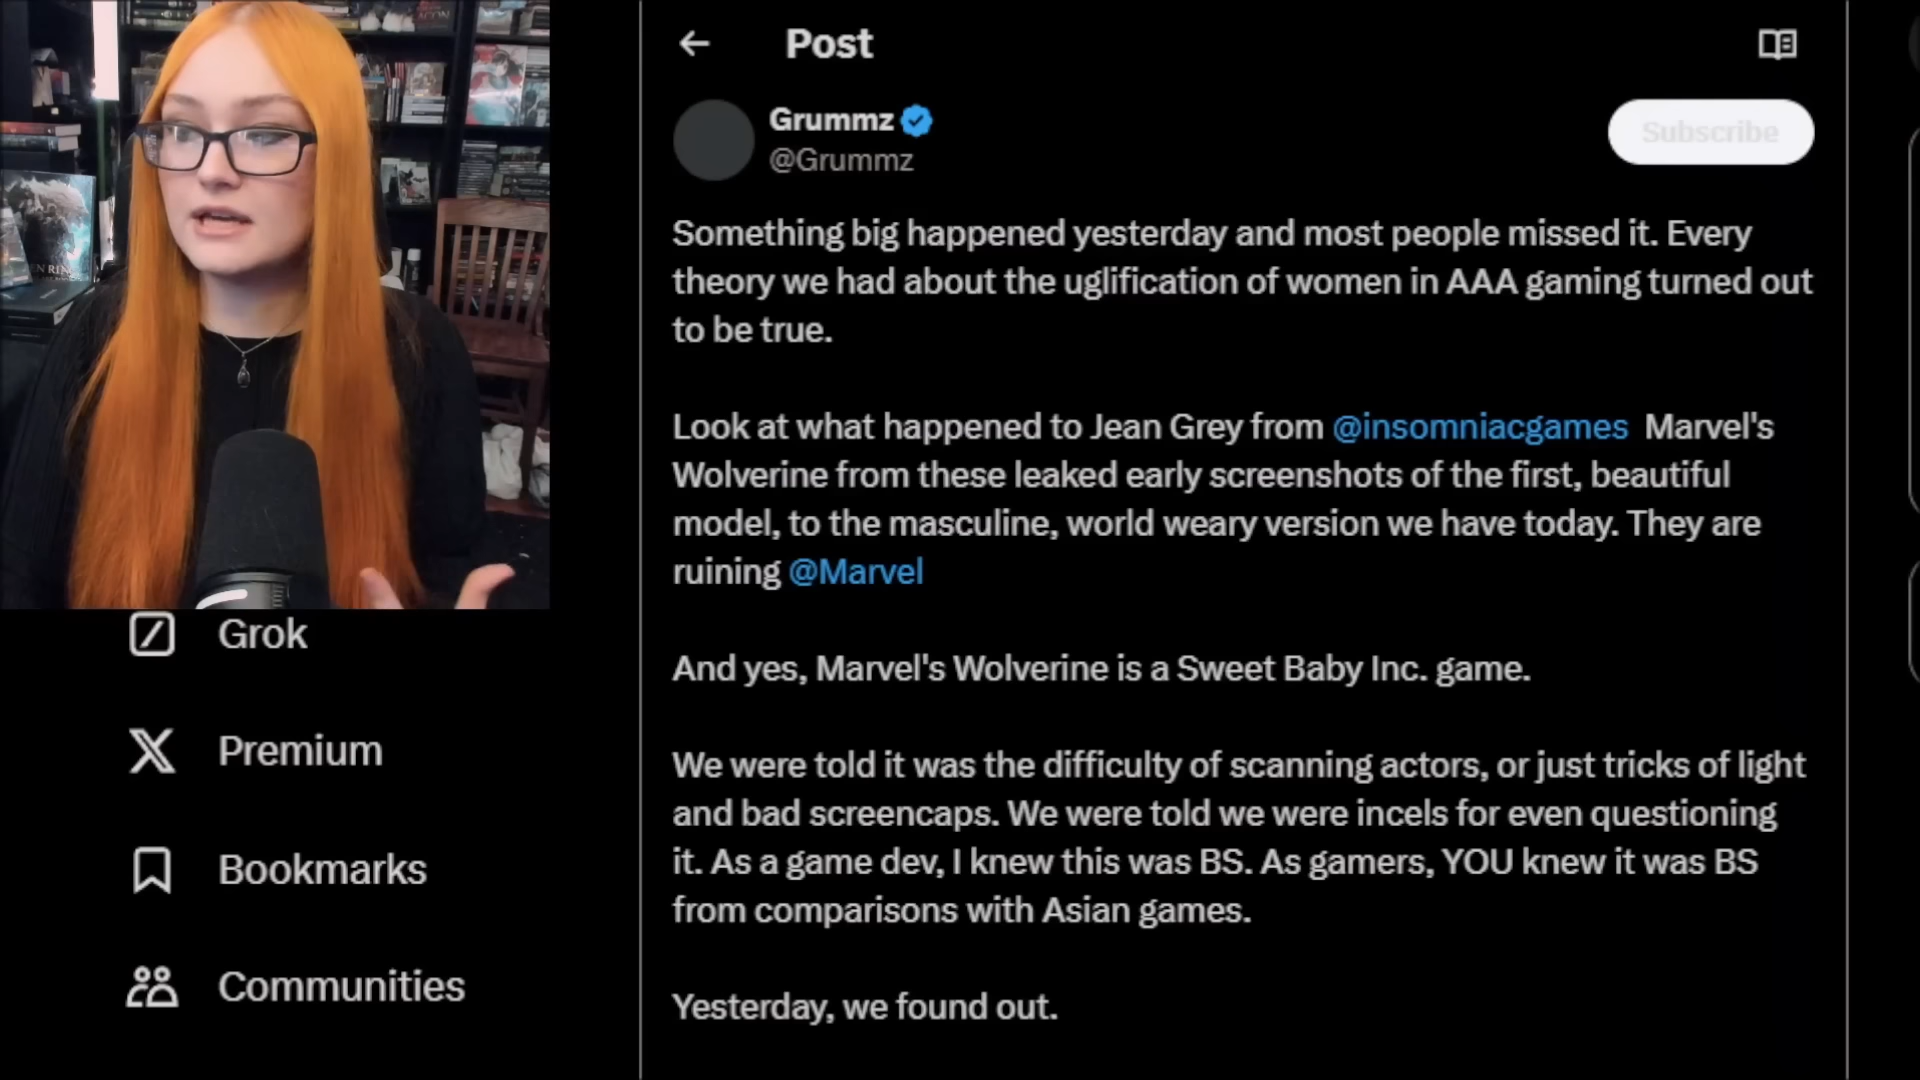 Post
Grummz
@Grummz
Subscribe
Something big happened yesterday and most people missed it. Every
theory we had about the uglification of women in AAA gaming turned out
to be true.
Look at what happened to Jean Grey from @insomniacgames Marvel's
Wolverine from these leaked early screenshots of the first, beautiful
model, to the masculine, world weary version we have today. They are
ruining @Marvel
And yes, Marvel's Wolverine is a Sweet Baby Inc. game.
We were told it was the difficulty of scanning actors, or just tricks of light
and bad screencaps. We were told we were incels for even questioning
it. As a game dev, I knew this was BS. As gamers, YOU knew it was BS
from comparisons with Asian games.
Yesterday, we found out.
Grok
Premium
Bookmarks
Communities